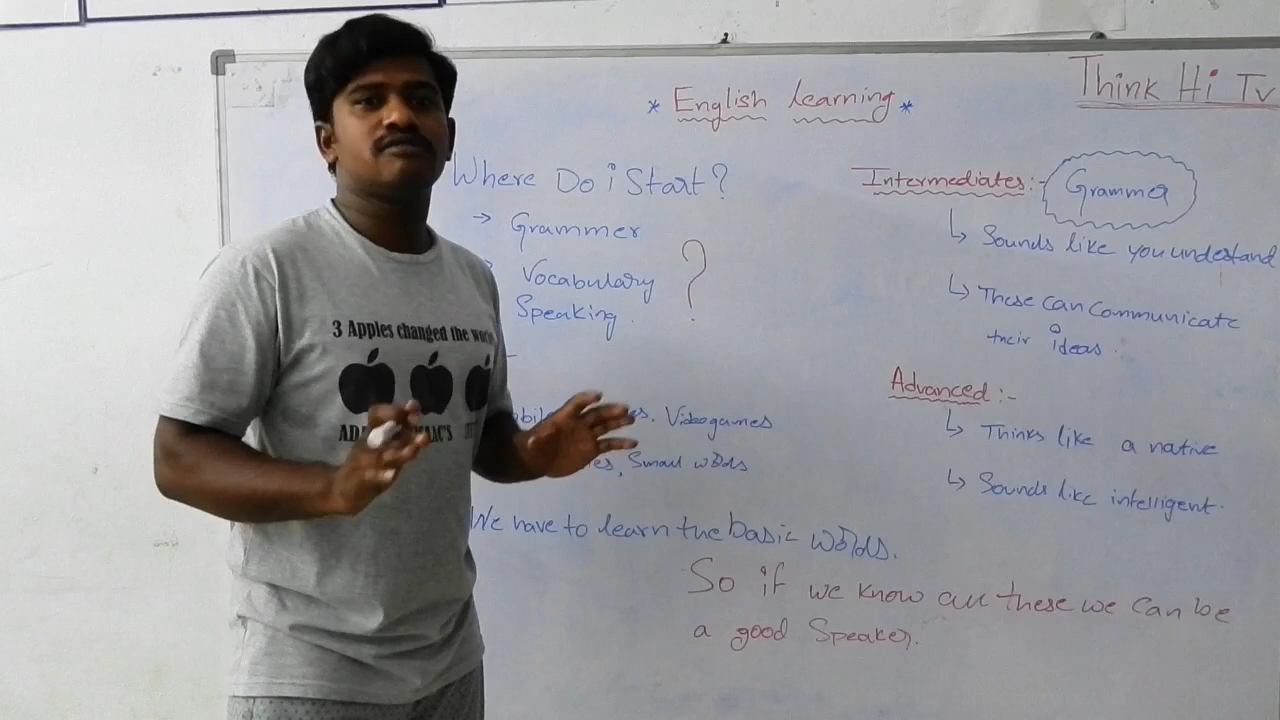 Think Hi Tv
* English learning *
Where Do i Start?
→ Grammer
Vocabulary
Speaking.
?
Videogames
Small words
We have to learn the basic words.
So if we know all these we can be
a good Speaker.
Intermediates:- Grammer
↳ Sounds like you understand
↳ These can communicate
their ideas.
Advanced :-
↳ Thinks like a native
↳ Sounds like intelligent.
3 Apples changed the